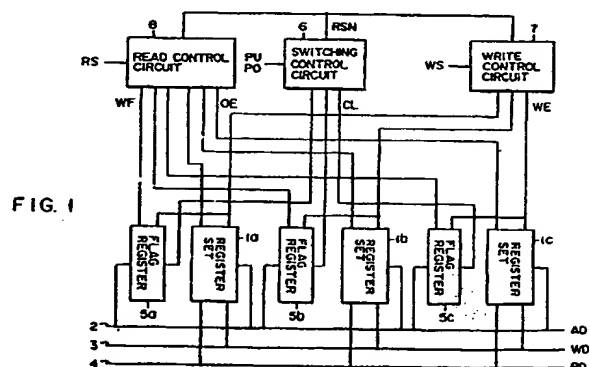 8
6
RSN
7
RS
READ CONTROL
CIRCUIT
PU
PO
SWITCHING
CONTROL
CIRCUIT
WS
WRITE
CONTROL
CIRCUIT
WF
OE
CL
WE
FIG. 1
FLAG
REGISTER
1a
REGISTER
SET
FLAG
REGISTER
1b
REGISTER
SET
FLAG
REGISTER
1c
REGISTER
SET
5a
5b
5c
2
AD
3
WD
4
RD